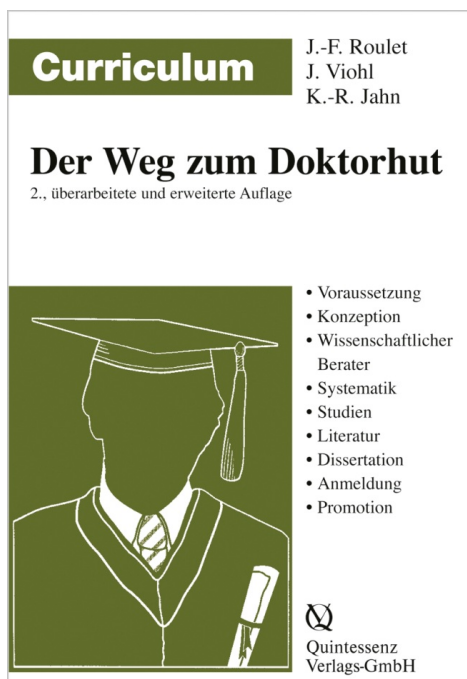 Curriculum
J.-F. Roulet
J. Viohl
K.-R. Jahn
Der Weg zum Doktorhut
2., überarbeitete und erweiterte Auflage
• Voraussetzung
• Konzeption
• Wissenschaftlicher
Berater
• Systematik
• Studien
• Literatur
• Dissertation
• Anmeldung
• Promotion
Quintessenz
Verlags-GmbH